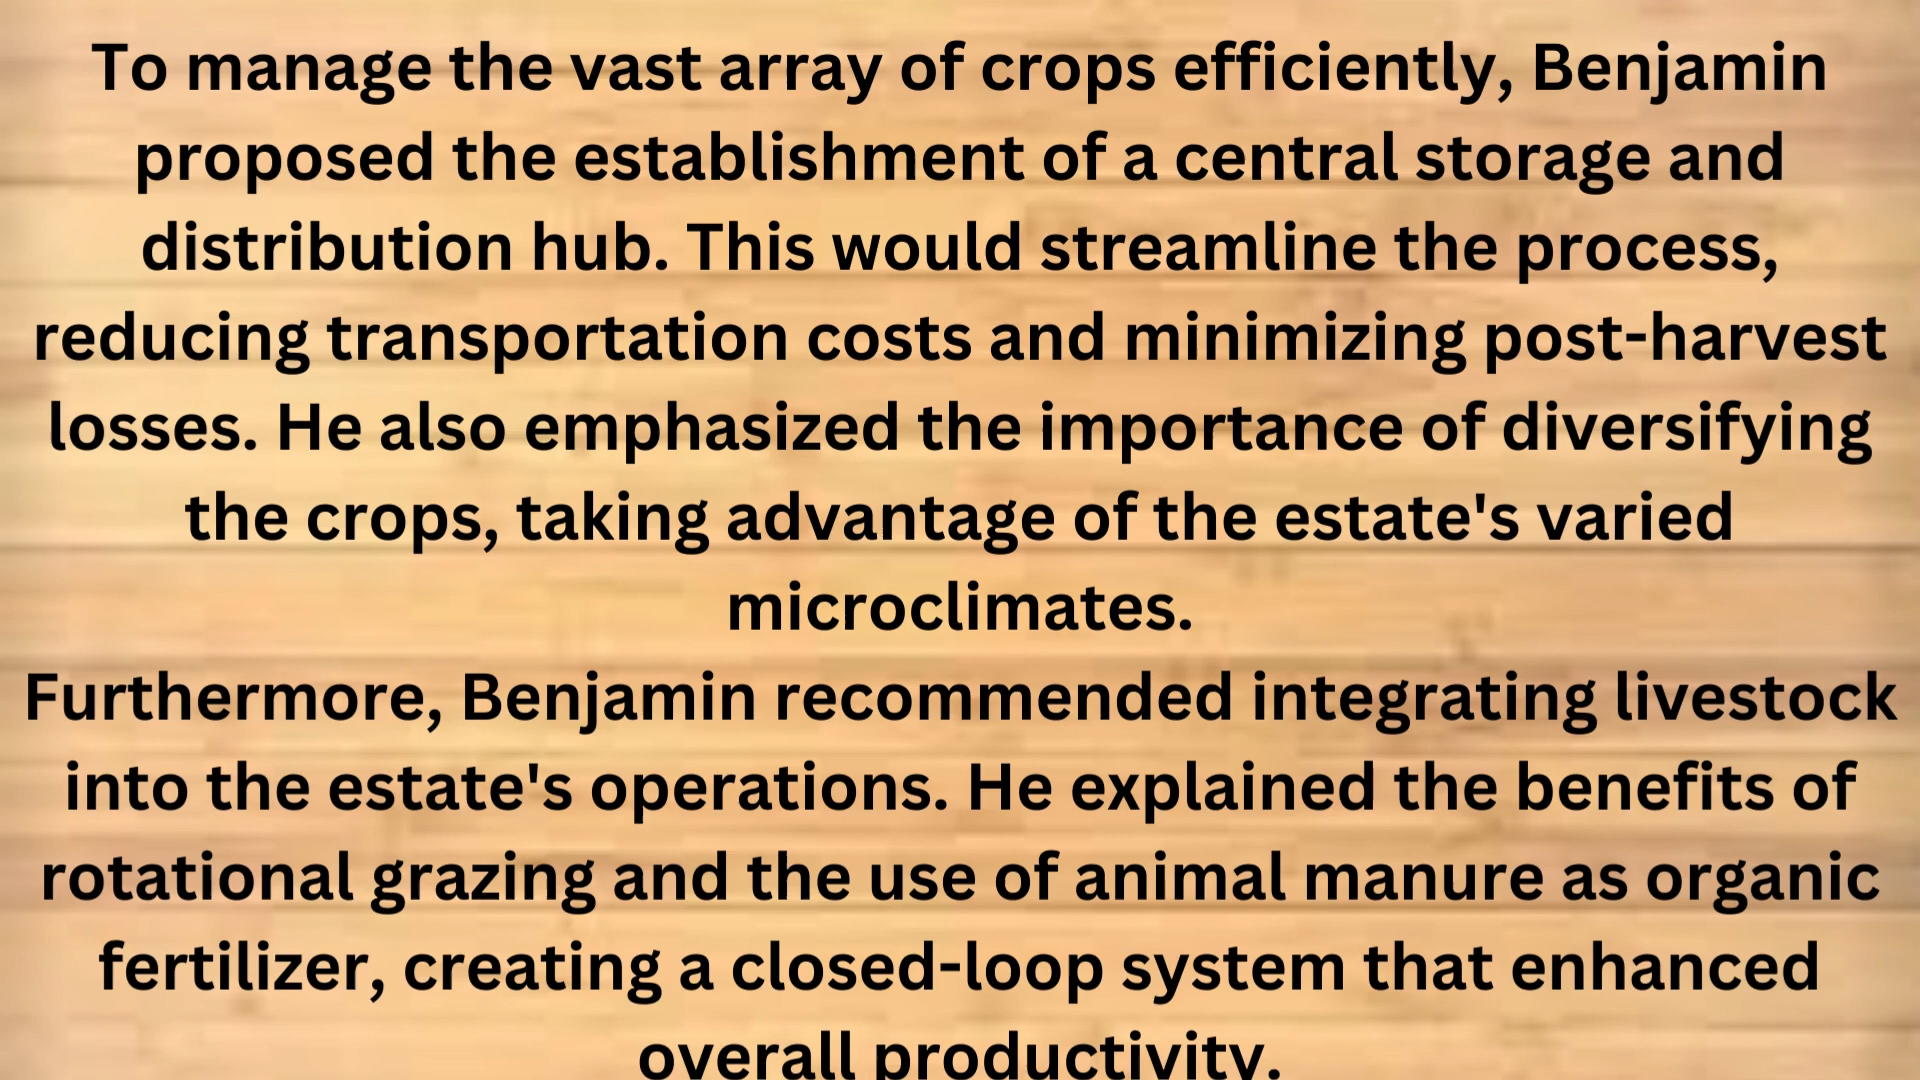 To manage the vast array of crops efficiently, Benjamin
proposed the establishment of a central storage and
distribution hub. This would streamline the process,
reducing transportation costs and minimizing post-harvest
losses. He also emphasized the importance of diversifying
the crops, taking advantage of the estate's varied
microclimates.
Furthermore, Benjamin recommended integrating livestock
into the estate's operations. He explained the benefits of
rotational grazing and the use of animal manure as organic
fertilizer, creating a closed-loop system that enhanced
overall productivity.